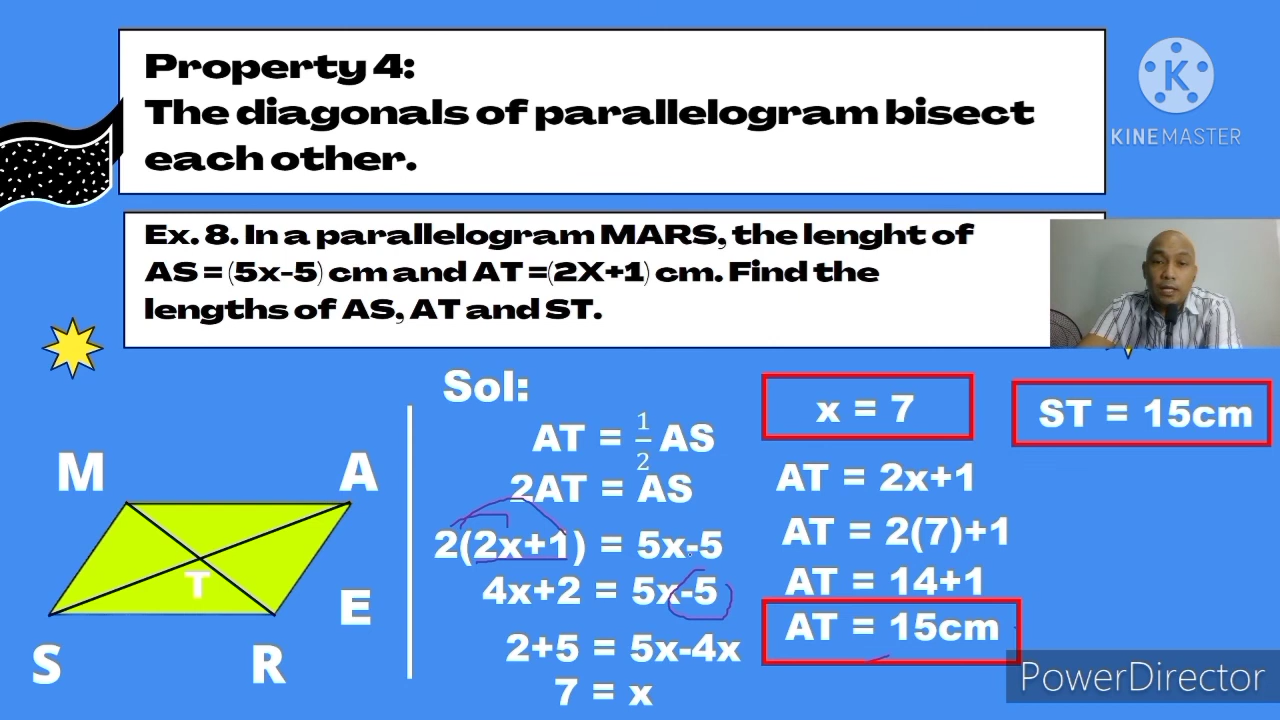 Property 4:
The diagonals of parallelogram bisect
each other.
K
KINEMASTER
Ex. 8. In a parallelogram MARS, the lenght of
AS = (5x-5) cm and AT =(2X+1) cm. Find the
lengths of AS, AT and ST.
M
A
T
E
S
R
Sol:
AT = 1/2 AS
2AT = AS
2(2x+1) = 5x-5
4x+2 = 5x-5
2+5 = 5x-4x
7 = x
x = 7
AT = 2x+1
AT = 2(7)+1
AT = 14+1
AT = 15cm
ST = 15cm
PowerDirector